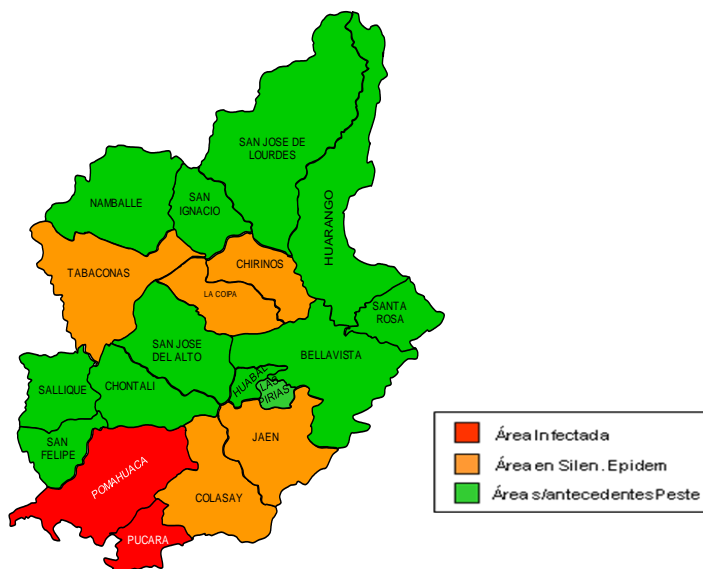 SAN JOSE DE
LOURDES
SAN
IGNACIO
NAMBALLE
HUARANGO
CHIRINOS
TABACONAS
LA COIPA
SANTA
ROSA
SAN JOSE
DEL ALTO
BELLAVISTA
HUABAL
LAS
PIRIAS
SALLIQUE
CHONTALI
JAEN
SAN
FELIPE
POMAHUACA
COLASAY
PUCARA
Área Infectada
Área en Silen. Epidem
Área s/antecedentes Peste